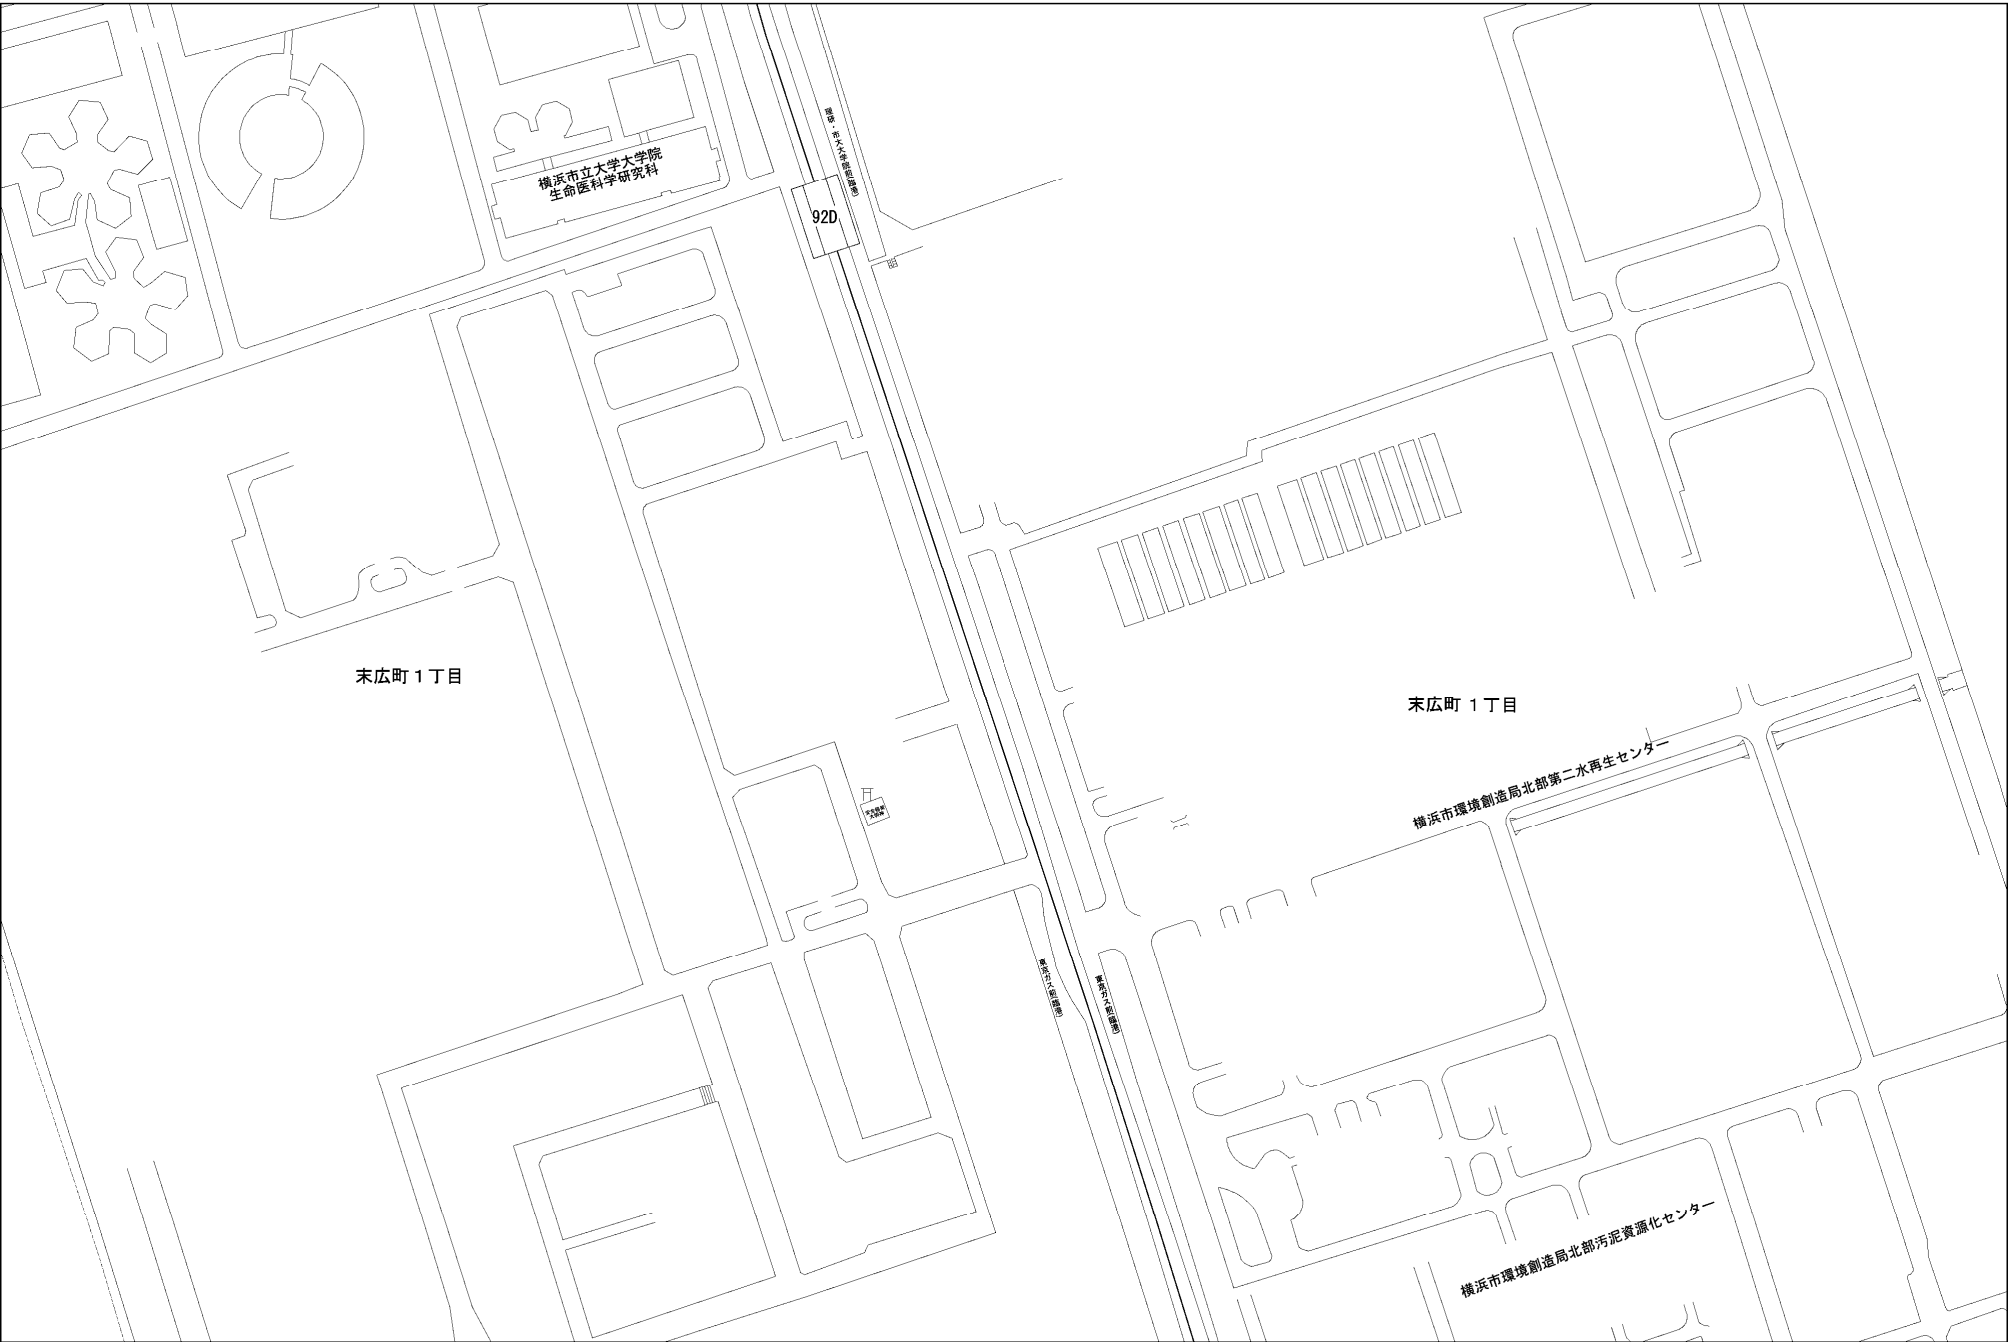 理研・市大大学院前(臨港)
横浜市立大学大学院
生命医科学研究科
92D
末広町１丁目
末広町１丁目
横浜市環境創造局北部第二水再生センター
大明神
東京ガス前(臨港)
東京ガス前(臨港)
横浜市環境創造局北部汚泥資源化センター